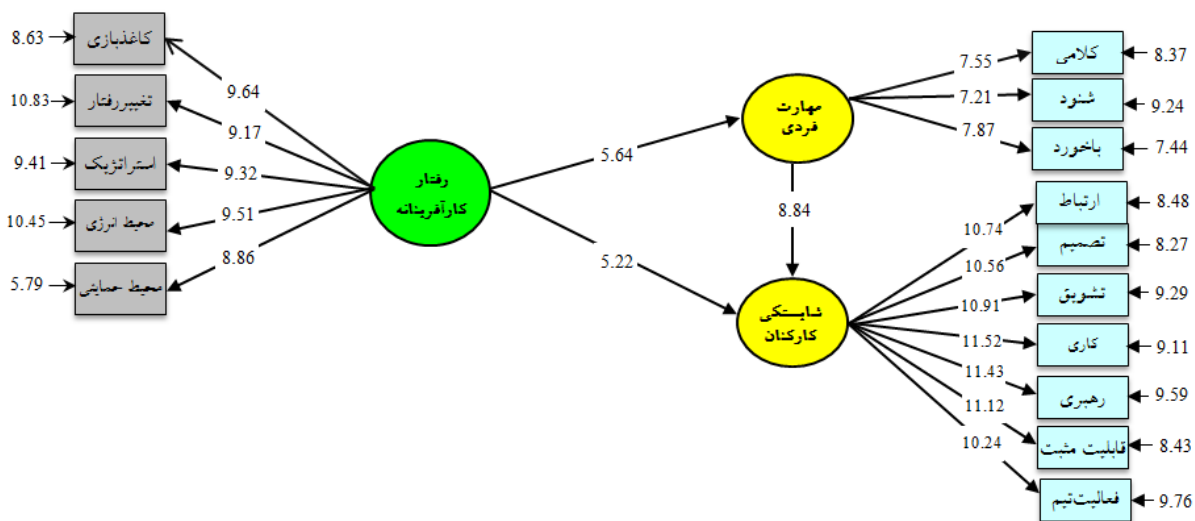 8.63
کاغذبازی
10.83
تغییررفتار
9.41
استراتژیک
10.45
محیط انرژی
5.79
محیط حمایتی
9.64
9.17
9.32
9.51
8.86
رفتار
کارآفرینانه
5.64
5.22
مهارت
فردی
8.84
شایستگی
کارکنان
7.55
7.21
7.87
کلامی
8.37
شنود
9.24
باخورد
7.44
10.74
10.56
10.91
11.52
11.43
11.12
10.24
ارتباط
8.48
تصمیم
8.27
تشویق
9.29
کاری
9.11
رهبری
9.59
قابلیت مثبت
8.43
فعالیت‌تیم
9.76